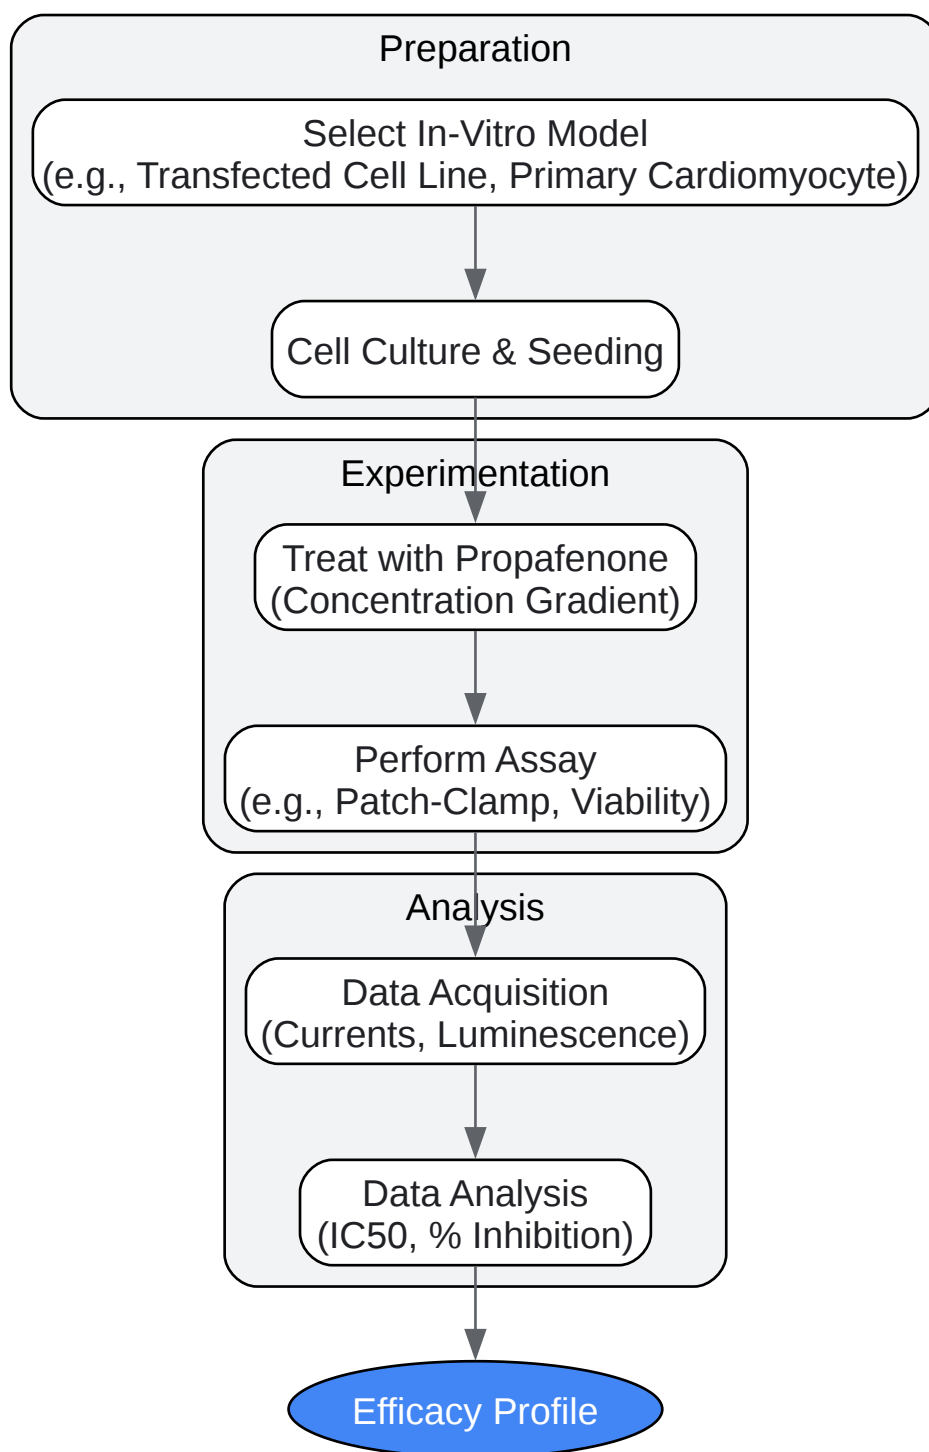 Preparation
Select In-Vitro Model
(e.g., Transfected Cell Line, Primary Cardiomyocyte)
Cell Culture & Seeding
Experimentation
Treat with Propafenone
(Concentration Gradient)
Perform Assay
(e.g., Patch-Clamp, Viability)
Analysis
Data Acquisition
(Currents, Luminescence)
Data Analysis
(IC50, % Inhibition)
Efficacy Profile